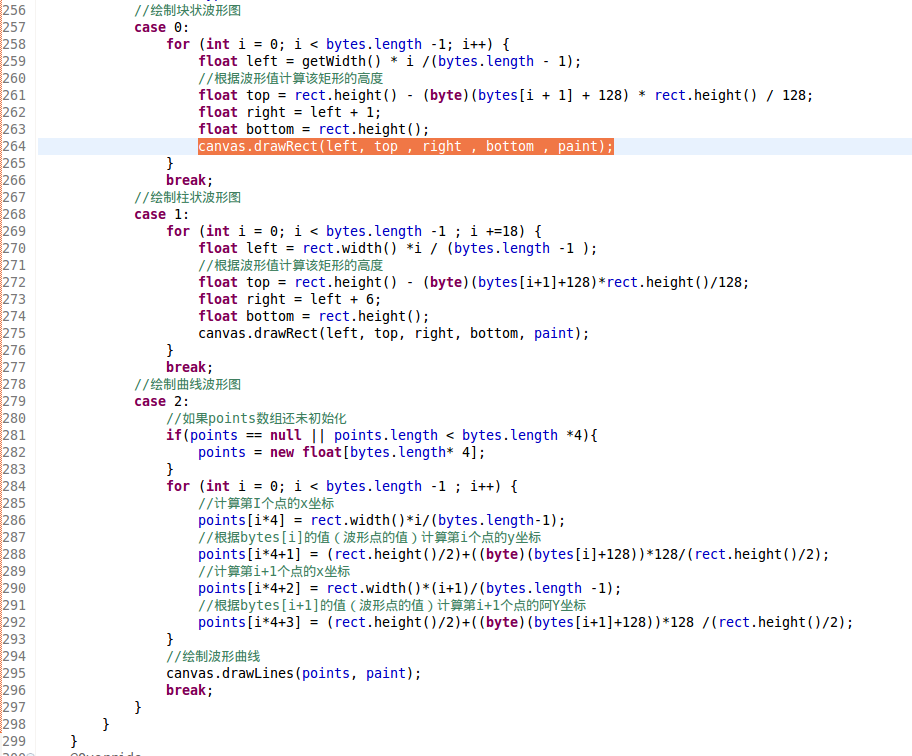 256 //绘制块状波形图
257 case 0:
258 for (int i = 0; i < bytes.length -1; i++) {
259 float left = getWidth() * i /(bytes.length - 1);
260 //根据波形值计算该矩形的高度
261 float top = rect.height() - (byte)(bytes[i + 1] + 128) * rect.height() / 128;
262 float right = left + 1;
263 float bottom = rect.height();
264 canvas.drawRect(left, top , right , bottom , paint);
265 }
266 break;
267 //绘制柱状波形图
268 case 1:
269 for (int i = 0; i < bytes.length -1 ; i +=18) {
270 float left = rect.width() *i / (bytes.length -1 );
271 //根据波形值计算该矩形的高度
272 float top = rect.height() - (byte)(bytes[i+1]+128)*rect.height()/128;
273 float right = left + 6;
274 float bottom = rect.height();
275 canvas.drawRect(left, top, right, bottom, paint);
276 }
277 break;
278 //绘制曲线波形图
279 case 2:
280 //如果points数组还未初始化
281 if(points == null || points.length < bytes.length *4){
282 points = new float[bytes.length* 4];
283 }
284 for (int i = 0; i < bytes.length -1 ; i++) {
285 //计算第I个点的x坐标
286 points[i*4] = rect.width()*i/(bytes.length-1);
287 //根据bytes[i]的值（波形点的值）计算第i个点的y坐标
288 points[i*4+1] = (rect.height()/2)+((byte)(bytes[i]+128))*128/(rect.height()/2);
289 //计算第i+1个点的x坐标
290 points[i*4+2] = rect.width()*(i+1)/(bytes.length -1);
291 //根据bytes[i+1]的值（波形点的值）计算第i+1个点的阿Y坐标
292 points[i*4+3] = (rect.height()/2)+((byte)(bytes[i+1]+128))*128 /(rect.height()/2);
293 }
294 //绘制波形曲线
295 canvas.drawLines(points, paint);
296 break;
297 }
298 }
299 }